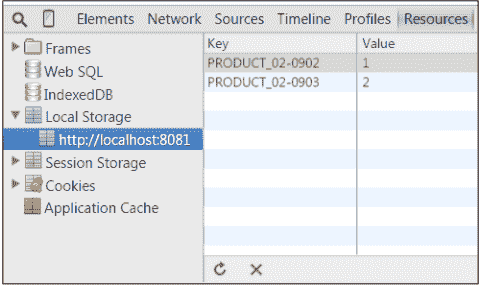 Elements Network Sources Timeline Profiles Resources
Frames
Web SQL
IndexedDB
Local Storage
http://localhost:8081
Session Storage
Cookies
Application Cache
Key Value
PRODUCT_02-0902 1
PRODUCT_02-0903 2